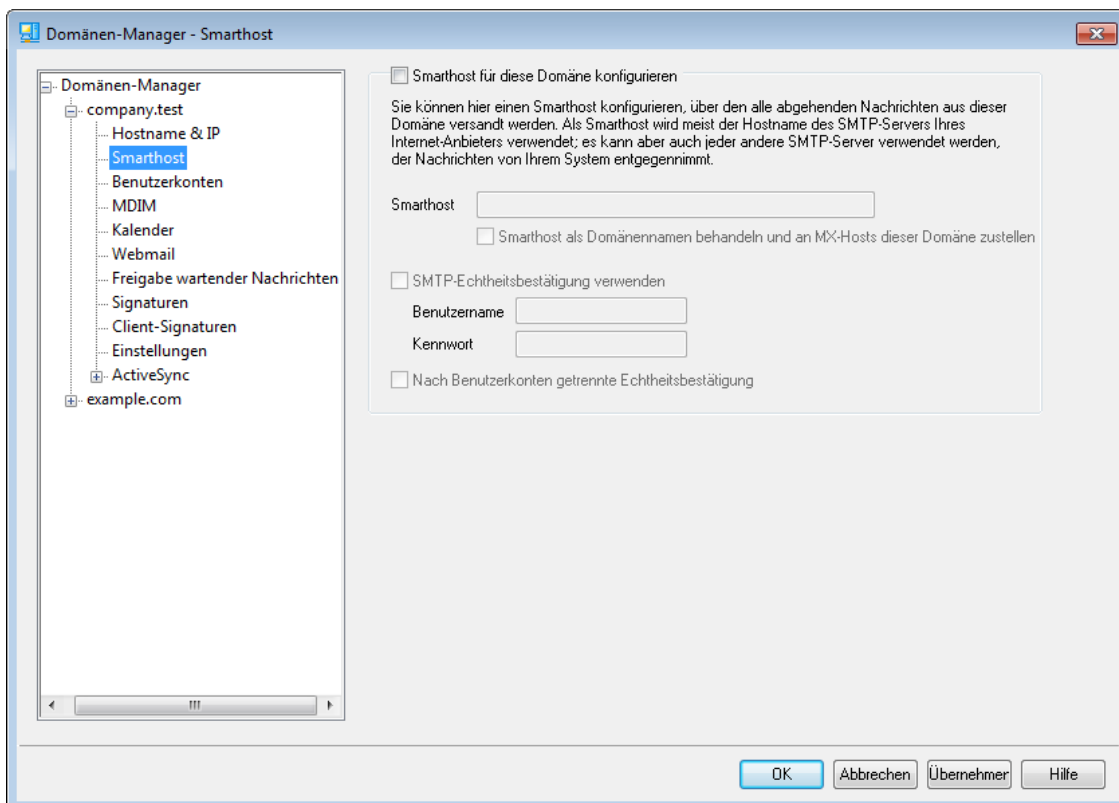 Domänen-Manager - Smarthost
Domänen-Manager
company.test
Hostname & IP
Smarthost
Benutzerkonten
MDIM
Kalender
Webmail
Freigabe wartender Nachrichten
Signaturen
Client-Signaturen
Einstellungen
ActiveSync
example.com
Smarthost für diese Domäne konfigurieren
Sie können hier einen Smarthost konfigurieren, über den alle abgehenden Nachrichten aus dieser
Domäne versandt werden. Als Smarthost wird meist der Hostname des SMTP-Servers Ihres
Internet-Anbieters verwendet; es kann aber auch jeder andere SMTP-Server verwendet werden,
der Nachrichten von Ihrem System entgegennimmt.
Smarthost
Smarthost als Domänennamen behandeln und an MX-Hosts dieser Domäne zustellen
SMTP-Echtheitsbestätigung verwenden
Benutzername
Kennwort
Nach Benutzerkonten getrennte Echtheitsbestätigung
OK
Abbrechen
Übernehmer
Hilfe